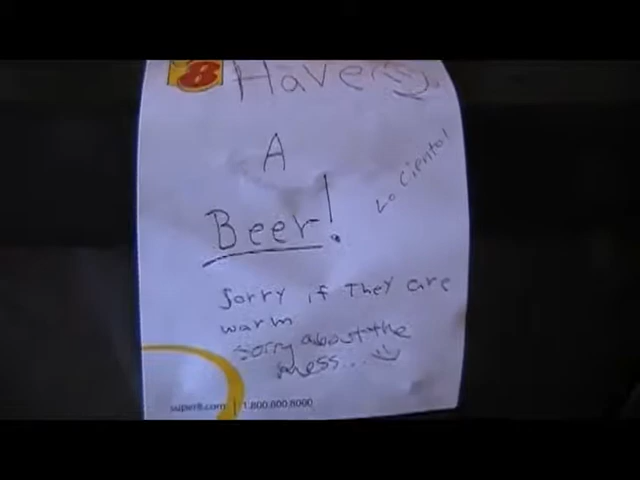 8 Have
A
Beer!
Lo Ciento!
Sorry if They are
warm
sorry about the
mess...
super8.com | 1.800.800.8000